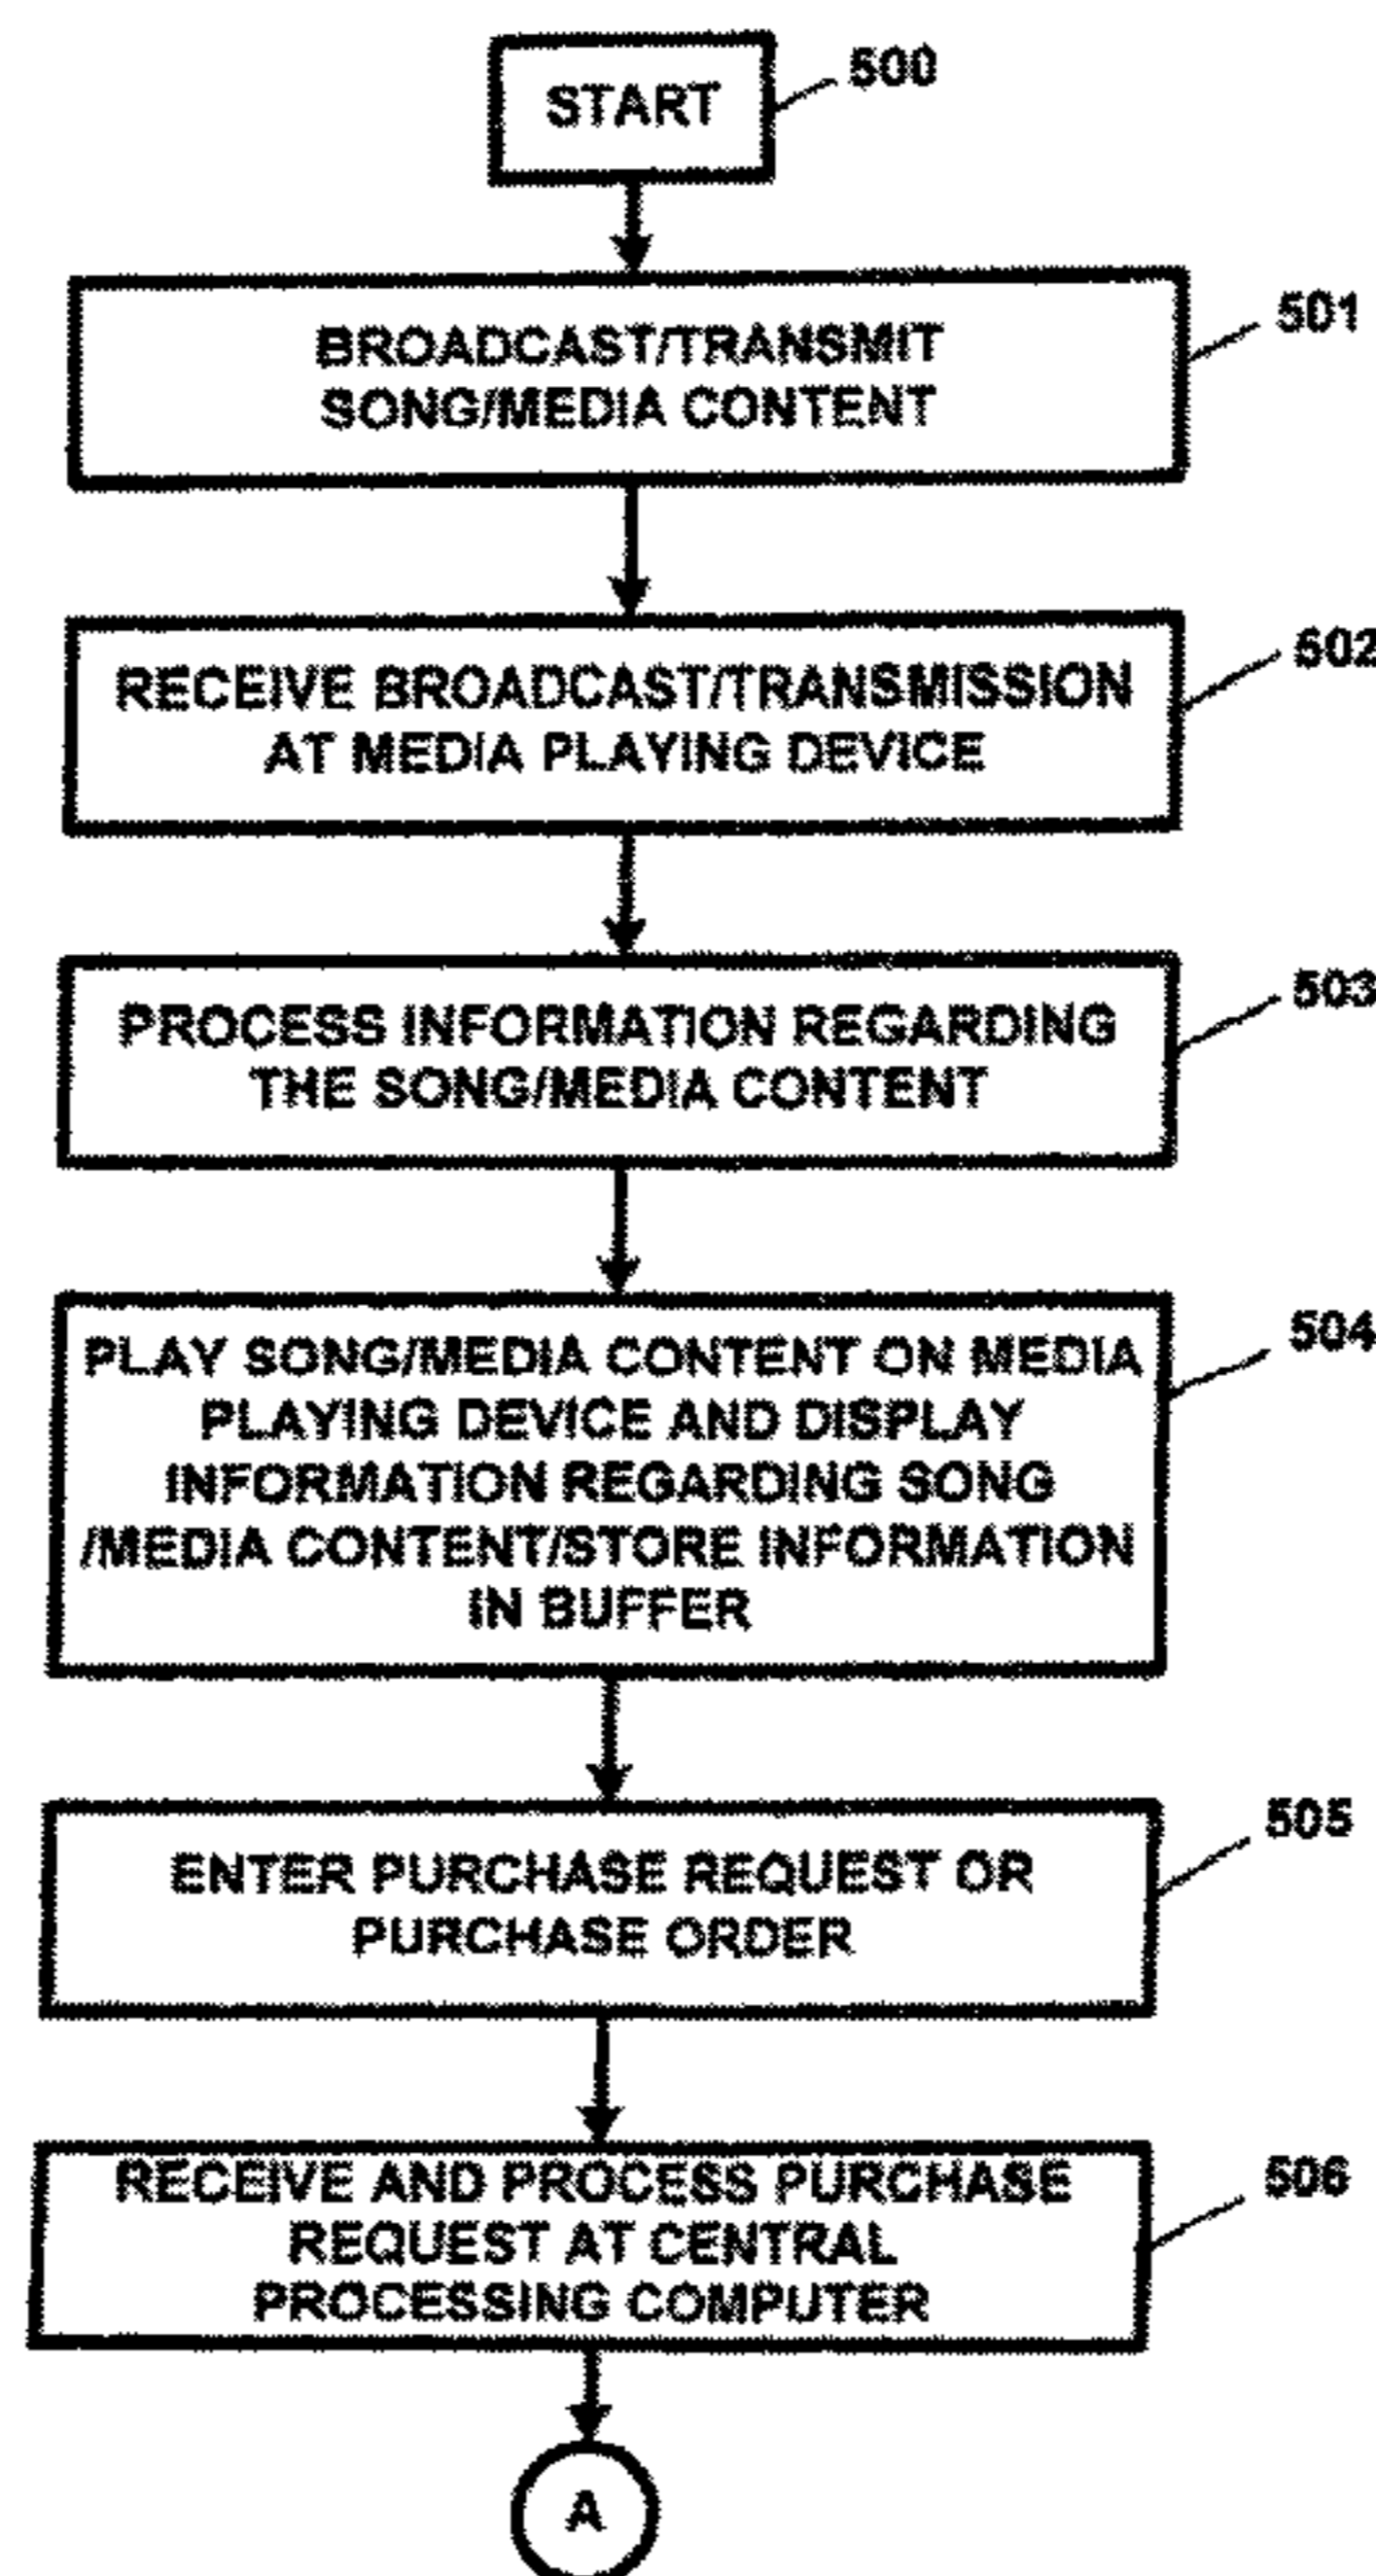 START
500
BROADCAST/TRANSMIT
SONG/MEDIA CONTENT
501
RECEIVE BROADCAST/TRANSMISSION
AT MEDIA PLAYING DEVICE
502
PROCESS INFORMATION REGARDING
THE SONG/MEDIA CONTENT
503
PLAY SONG/MEDIA CONTENT ON MEDIA
PLAYING DEVICE AND DISPLAY
INFORMATION REGARDING SONG
/MEDIA CONTENT/STORE INFORMATION
IN BUFFER
504
ENTER PURCHASE REQUEST OR
PURCHASE ORDER
505
RECEIVE AND PROCESS PURCHASE
REQUEST AT CENTRAL
PROCESSING COMPUTER
506
A